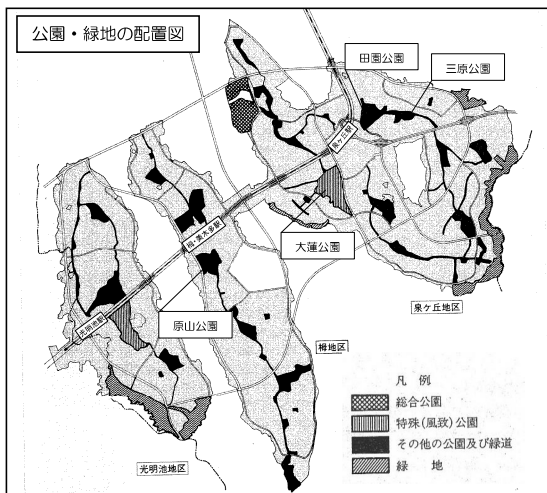 公園・緑地の配置図
田園公園
三原公園
泉ヶ丘駅
栂・美木多駅
大蓮公園
原山公園
光明池駅
泉ケ丘地区
栂地区
光明池地区
凡例
総合公園
特殊(風致)公園
その他の公園及び緑道
緑地